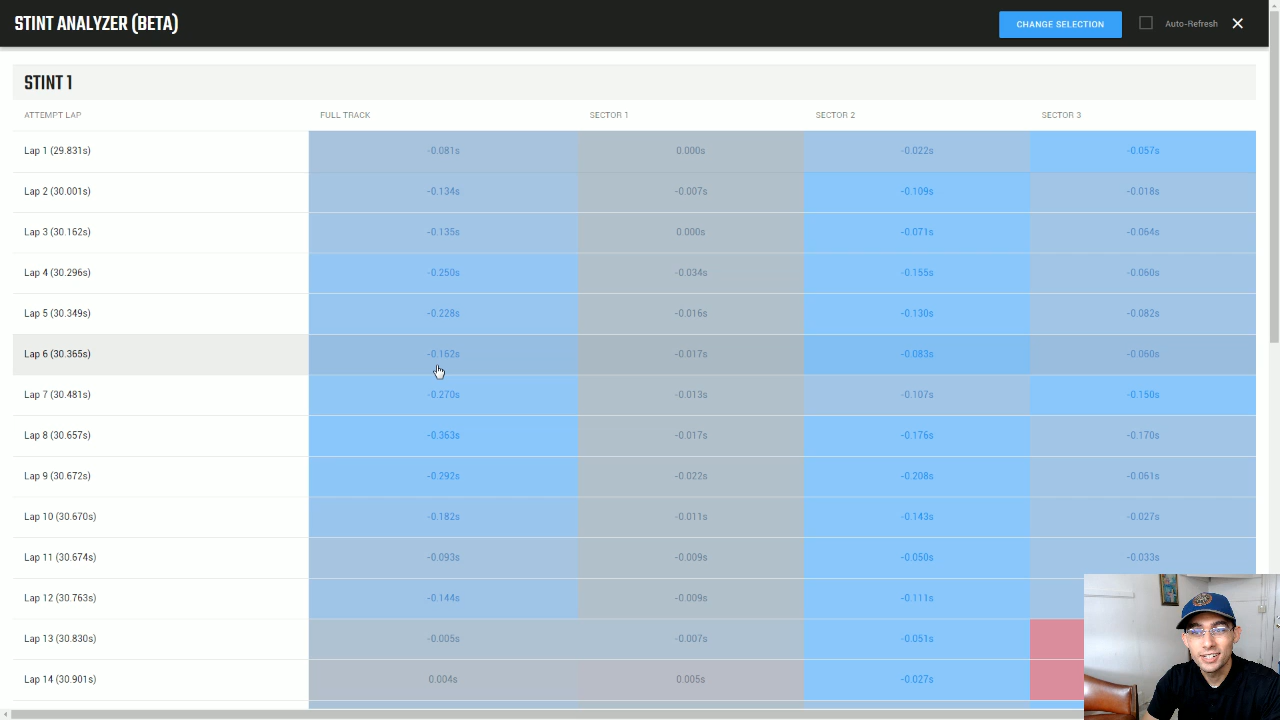 STINT ANALYZER (BETA)
CHANGE SELECTION
Auto-Refresh
STINT 1
ATTEMPT LAP FULL TRACK SECTOR 1 SECTOR 2 SECTOR 3
Lap 1 (29.831s) -0.081s 0.000s -0.022s -0.057s
Lap 2 (30.001s) -0.134s -0.007s -0.109s -0.018s
Lap 3 (30.162s) -0.135s 0.000s -0.071s -0.064s
Lap 4 (30.296s) -0.250s -0.034s -0.155s -0.060s
Lap 5 (30.349s) -0.228s -0.016s -0.130s -0.082s
Lap 6 (30.365s) -0.162s -0.017s -0.083s -0.060s
Lap 7 (30.481s) -0.270s -0.013s -0.107s -0.150s
Lap 8 (30.657s) -0.363s -0.017s -0.176s -0.170s
Lap 9 (30.672s) -0.292s -0.022s -0.208s -0.061s
Lap 10 (30.670s) -0.182s -0.011s -0.143s -0.027s
Lap 11 (30.674s) -0.093s -0.009s -0.050s -0.033s
Lap 12 (30.763s) -0.144s -0.009s -0.111s
Lap 13 (30.830s) -0.005s -0.007s -0.051s
Lap 14 (30.901s) 0.004s 0.005s -0.027s